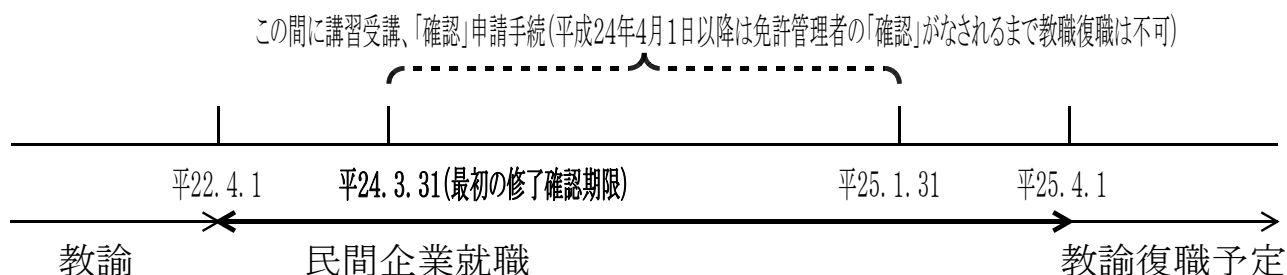 この間に講習受講、「確認」申請手続(平成24年4月1日以降は免許管理者の「確認」がなされるまで教職復職は不可)
平22.4.1 平24.3.31(最初の修了確認期限) 平25.1.31 平25.4.1
教諭 民間企業就職 教諭復職予定